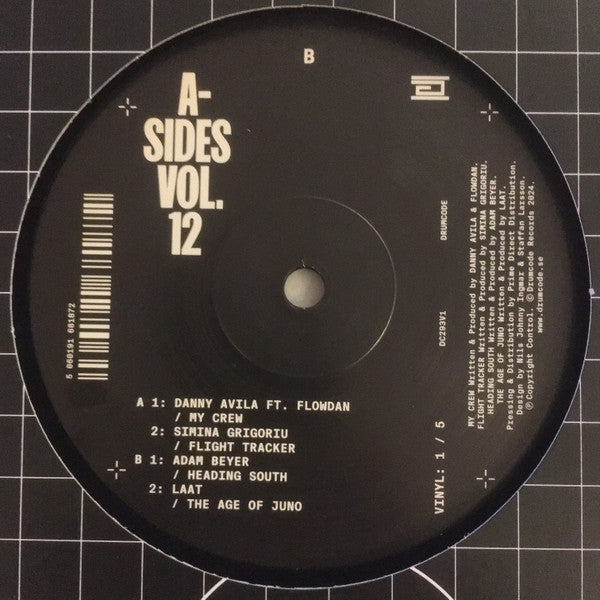 B
A-
SIDES
VOL.
12
5 060191 681872
A 1: DANNY AVILA FT. FLOWDAN
/ MY CREW
2: SIMINA GRIGORIU
/ FLIGHT TRACKER
B 1: ADAM BEYER
/ HEADING SOUTH
2: LAAT
/ THE AGE OF JUNO
VINYL: 1 / 5
DC293V1
DRUMCODE
MY CREW Written & Produced by DANNY AVILA & FLOWDAN.
FLIGHT TRACKER Written & Produced by SIMINA GRIGORIU.
HEADING SOUTH Written & Produced by ADAM BEYER.
THE AGE OF JUNO Written & Produced by LAAT.
Pressing & Distribution by Prime Direct Distribution.
Design by Nils Johnny Ingmar & Staffan Larsson.
℗ Copyright Control. © Drumcode Records 2024.
www.drumcode.se